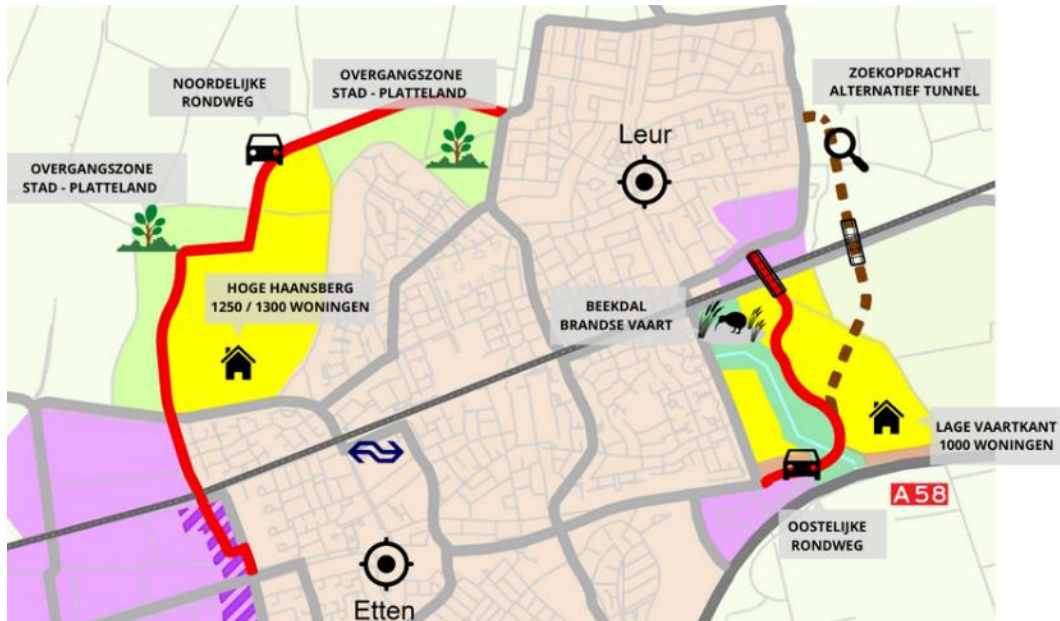 NOORDELIJKE
RONDWEG
OVERGANGSZONE
STAD - PLATTELAND
ZOEKOPDRACHT
ALTERNATIEF TUNNEL
Leur
OVERGANGSZONE
STAD - PLATTELAND
HOGE HAANSBERG
1250 / 1300 WONINGEN
BEEKDAL
BRANDSE VAART
LAGE VAARTKANT
1000 WONINGEN
A58
OOSTELIJKE
RONDWEG
Etten